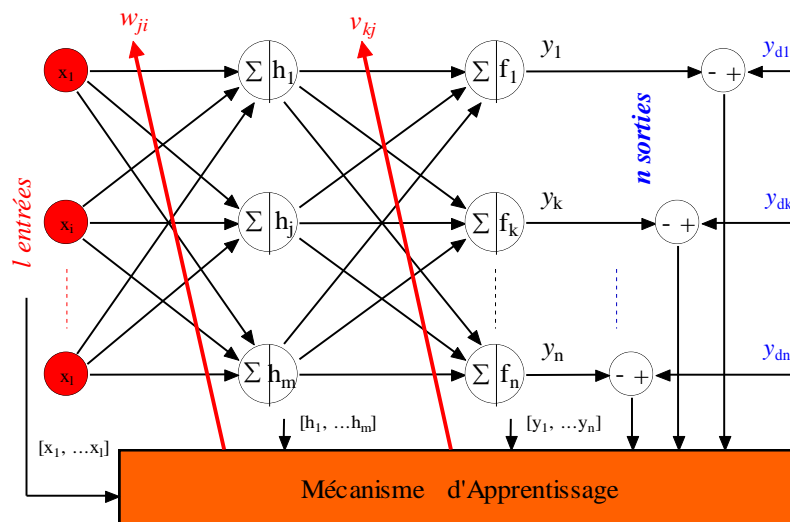 w_ji v_kj
x_1 Σ h_1 Σ f_1 y_1 - + y_d1
l entrées
n sorties
x_i Σ h_j Σ f_k y_k - + y_dk
x_l Σ h_m Σ f_n y_n - + y_dn
[x_1, …x_l] [h_1, …h_m] [y_1, …y_n]
Mécanisme d'Apprentissage